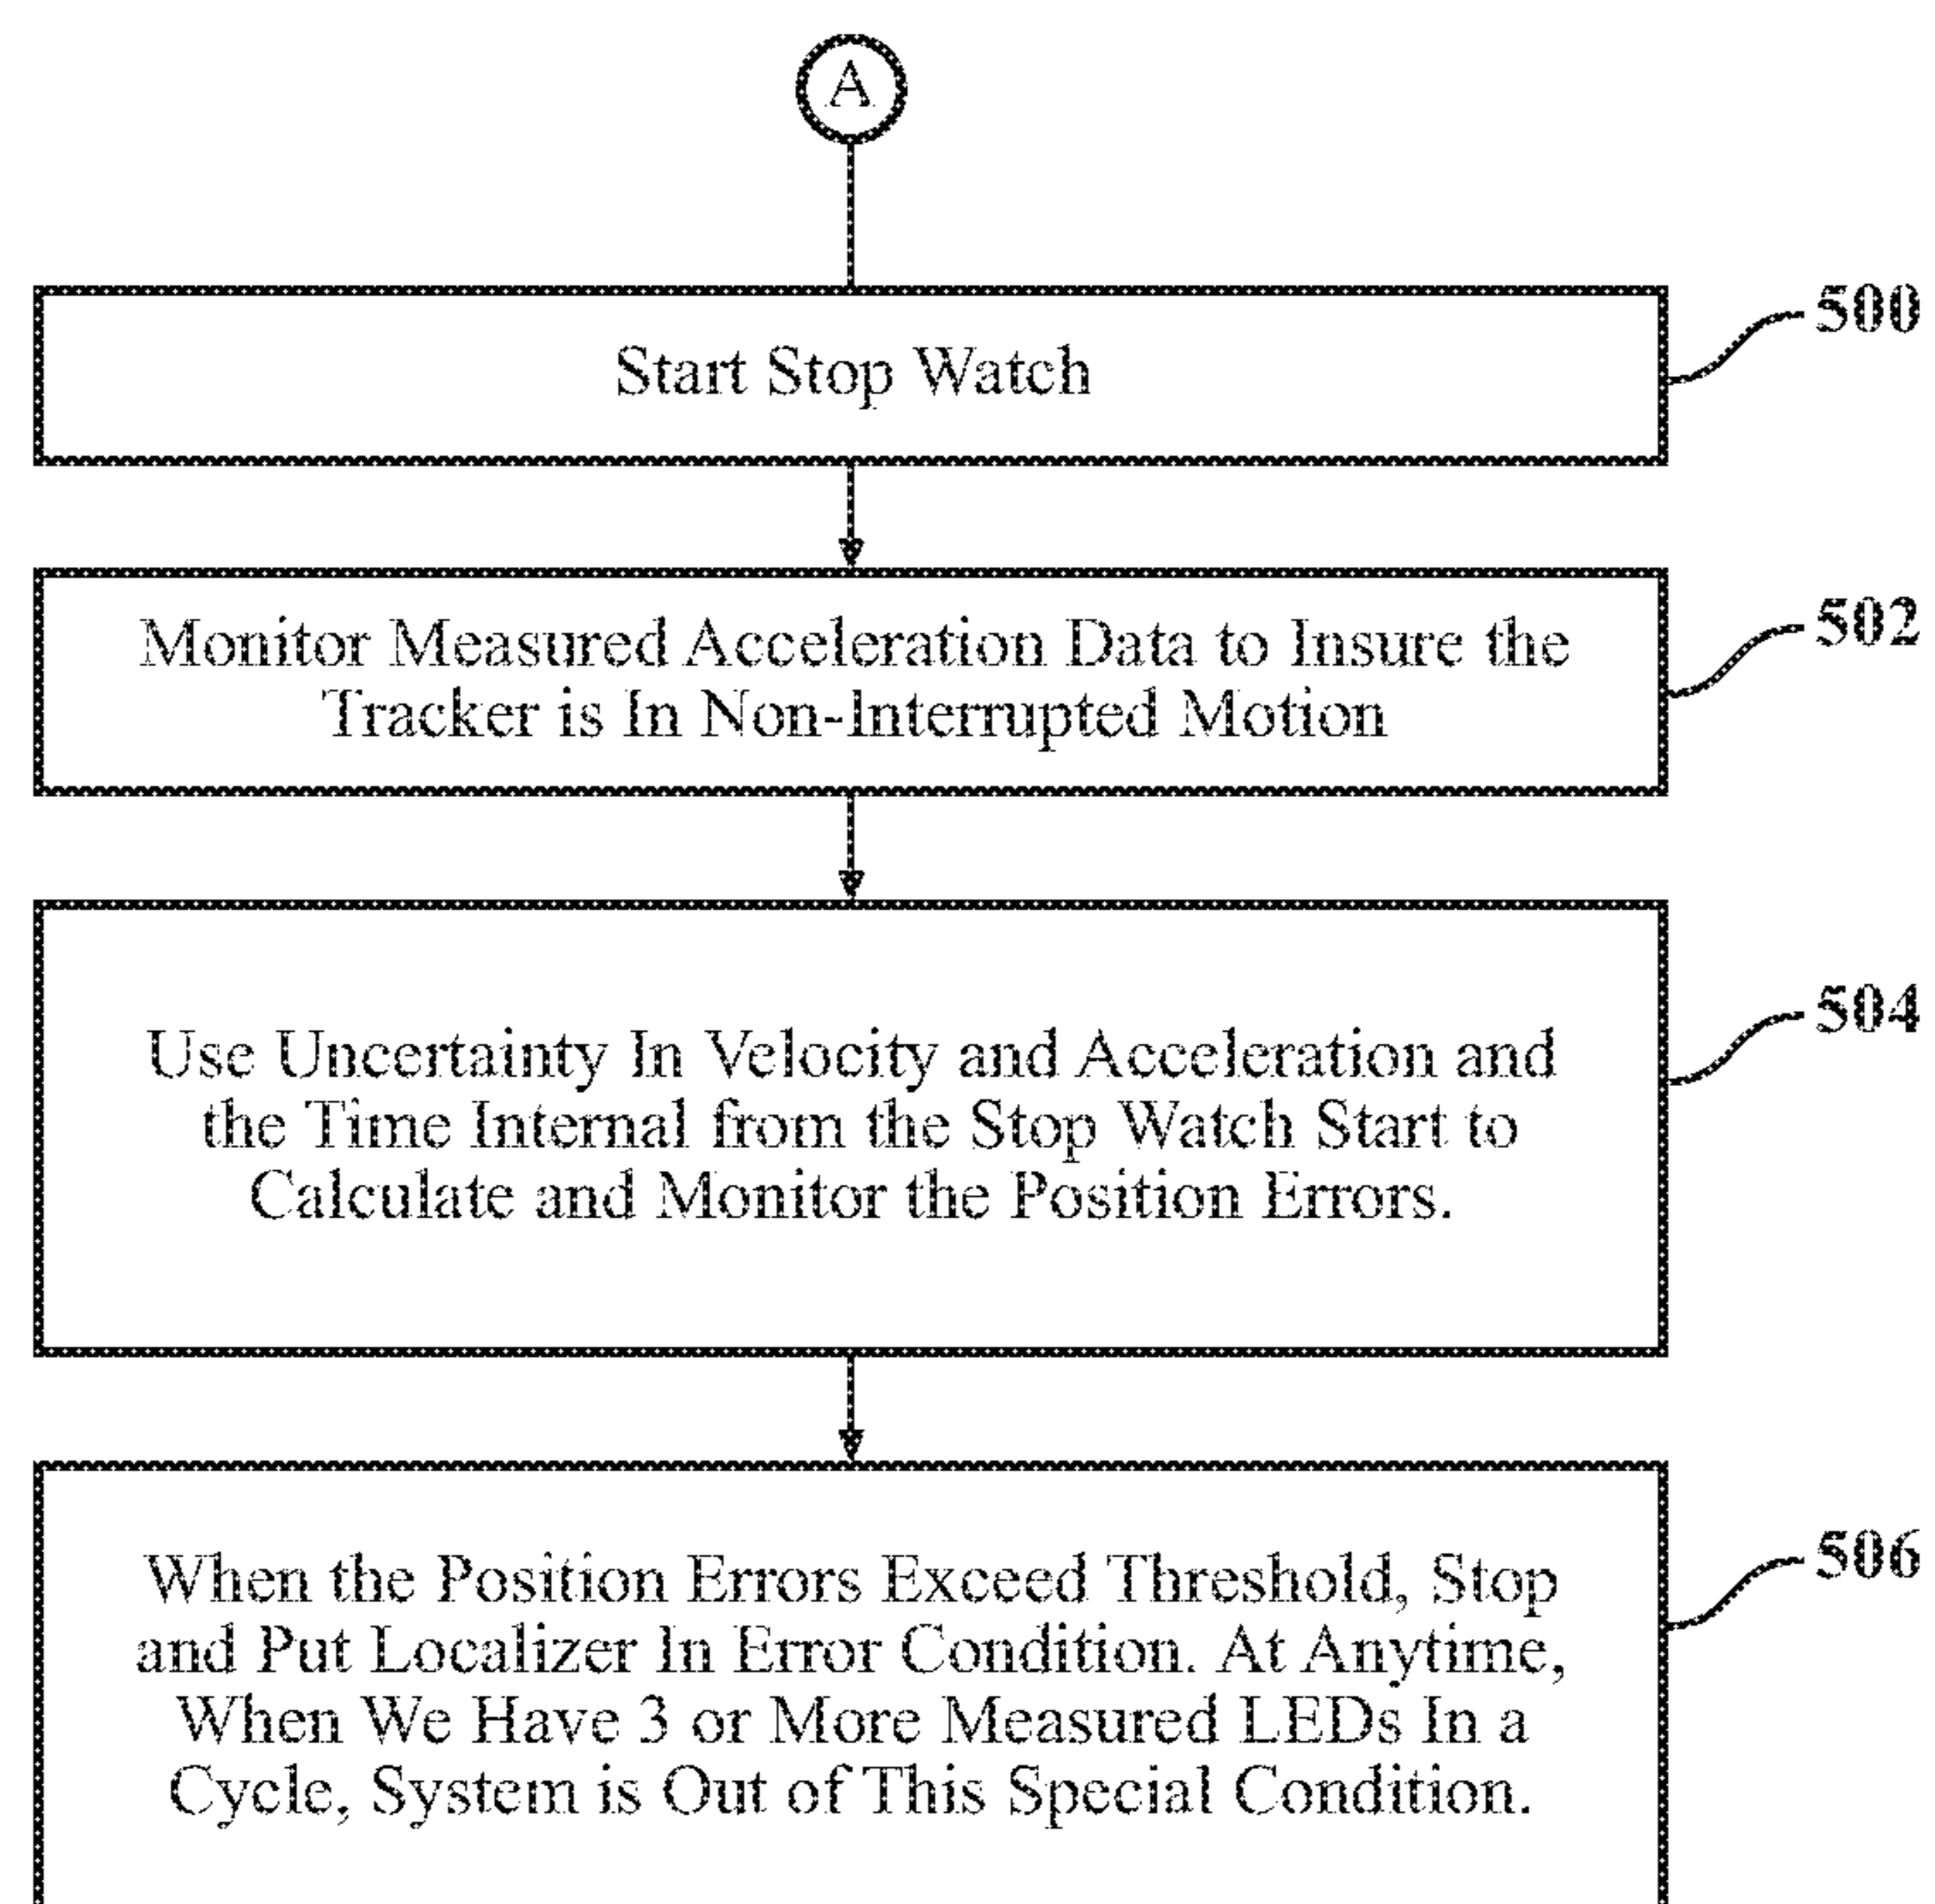 A
500
Start Stop Watch
502
Monitor Measured Acceleration Data to Insure the
Tracker is In Non-Interrupted Motion
504
Use Uncertainty In Velocity and Acceleration and
the Time Internal from the Stop Watch Start to
Calculate and Monitor the Position Errors.
506
When the Position Errors Exceed Threshold, Stop
and Put Localizer In Error Condition. At Anytime,
When We Have 3 or More Measured LEDs In a
Cycle, System is Out of This Special Condition.